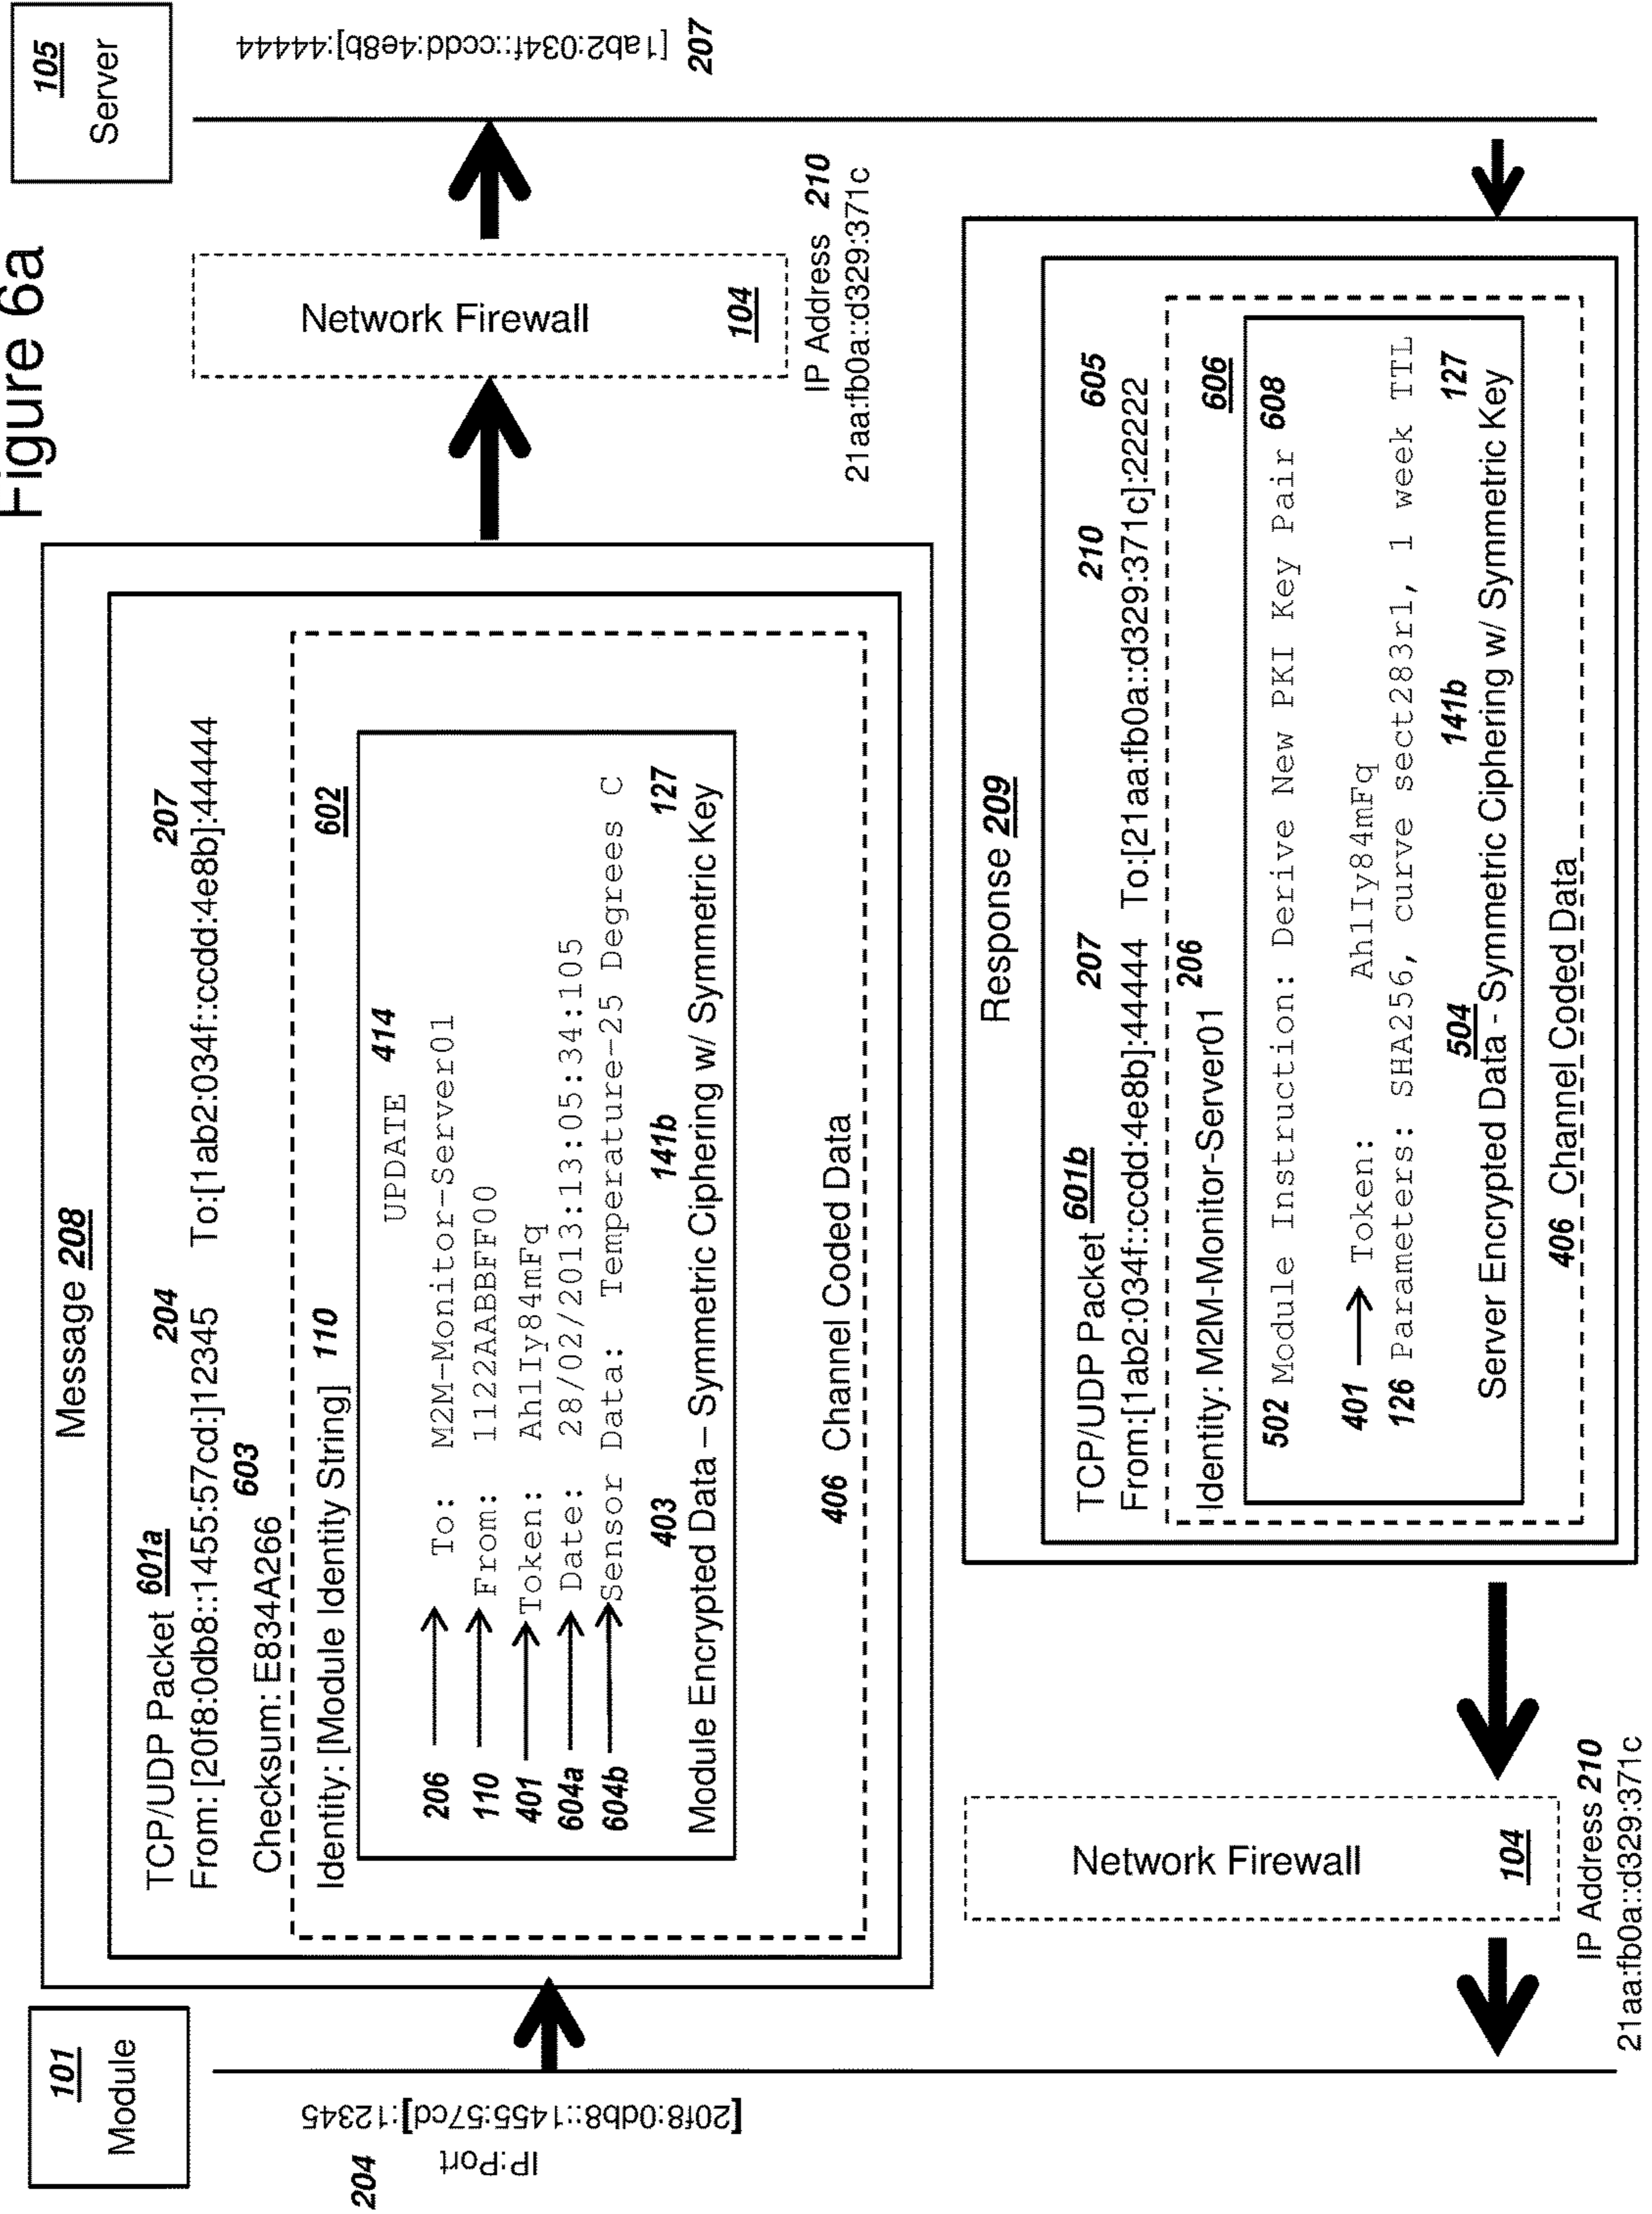 Figure 6a
101
Module
204
IP:Port
[20f8:0db8::1455:57cd]:12345
Message 208
TCP/UDP Packet 601a
204
207
From: [20f8:0db8::1455:57cd:]12345 To:[1ab2:034f::ccdd:4e8b]:44444
603
Checksum: E834A266
Identity: [Module Identity String] 110
602
UPDATE 414
206 To: M2M-Monitor-Server01
110 From: 1122AABBFF00
401 Token: AhlIy84mFq
604a Date: 28/02/2013:13:05:34:105
604b Sensor Data: Temperature-25 Degrees C
403 141b 127
Module Encrypted Data – Symmetric Ciphering w/ Symmetric Key
406 Channel Coded Data
Network Firewall
104
IP Address 210
21aa:fb0a::d329:371c
105
Server
[1ab2:034f::ccdd:4e8b]:44444
207
Response 209
TCP/UDP Packet 601b
207 210 605
From:[1ab2:034f::ccdd:4e8b]:44444 To:[21aa:fb0a::d329:371c]:22222
206
606
Identity: M2M-Monitor-Server01
502 Module Instruction: Derive New PKI Key Pair 608
401 Token: AhlIy84mFq
126 Parameters: SHA256, curve sect283r1, 1 week TTL
504 141b 127
Server Encrypted Data - Symmetric Ciphering w/ Symmetric Key
406 Channel Coded Data
Network Firewall
104
IP Address 210
21aa:fb0a::d329:371c